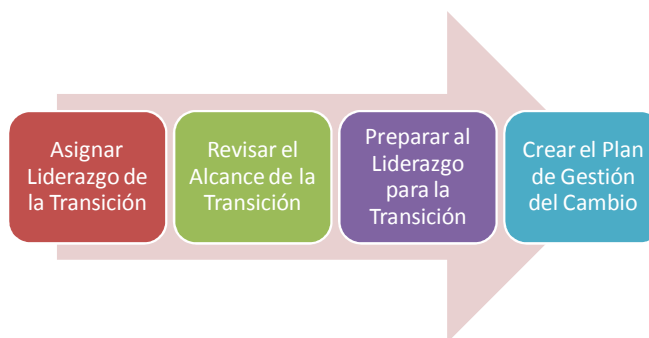 Asignar
Liderazgo de
la Transición
Revisar el
Alcance de la
Transición
Preparar al
Liderazgo
para la
Transición
Crear el Plan
de Gestión
del Cambio